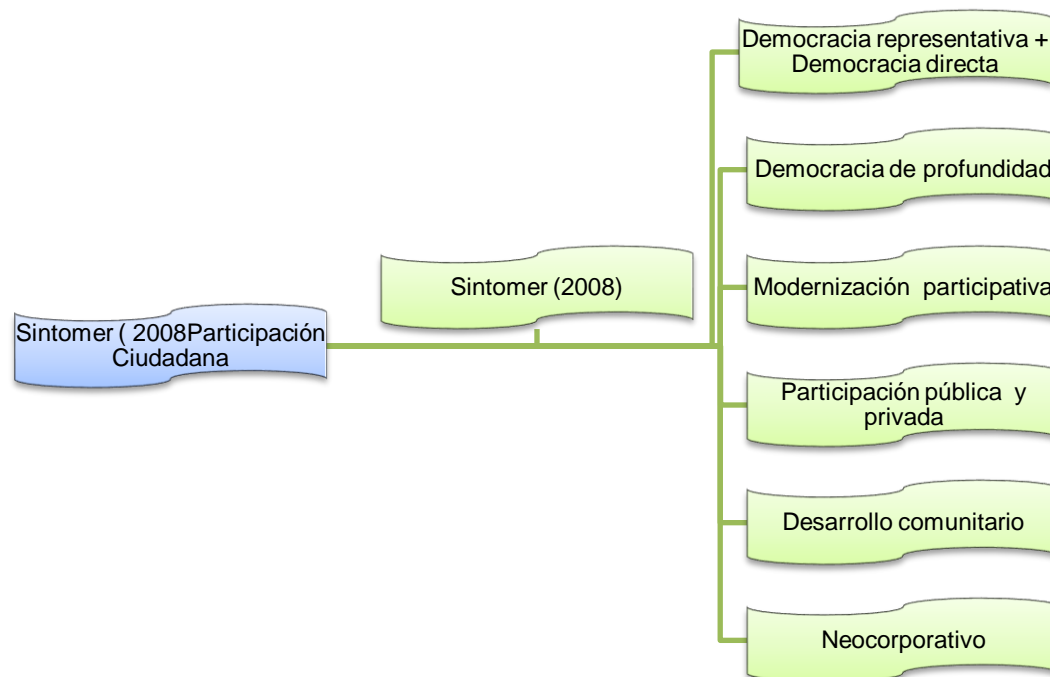 Democracia representativa +
Democracia directa
Democracia de profundidad
Modernización participativa
Sintomer (2008)
Sintomer ( 2008Participación
Ciudadana
Participación pública y
privada
Desarrollo comunitario
Neocorporativo